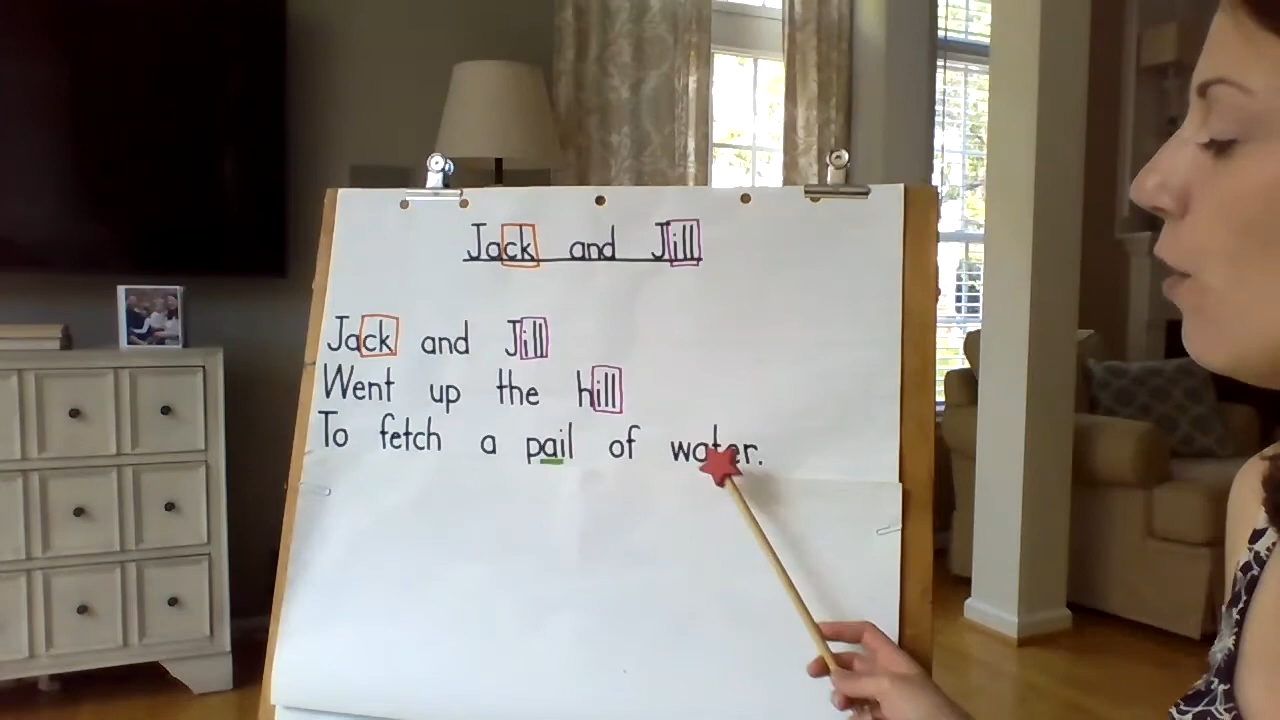 Jack and Jill
Jack and Jill
Went up the hill
To fetch a pail of water.